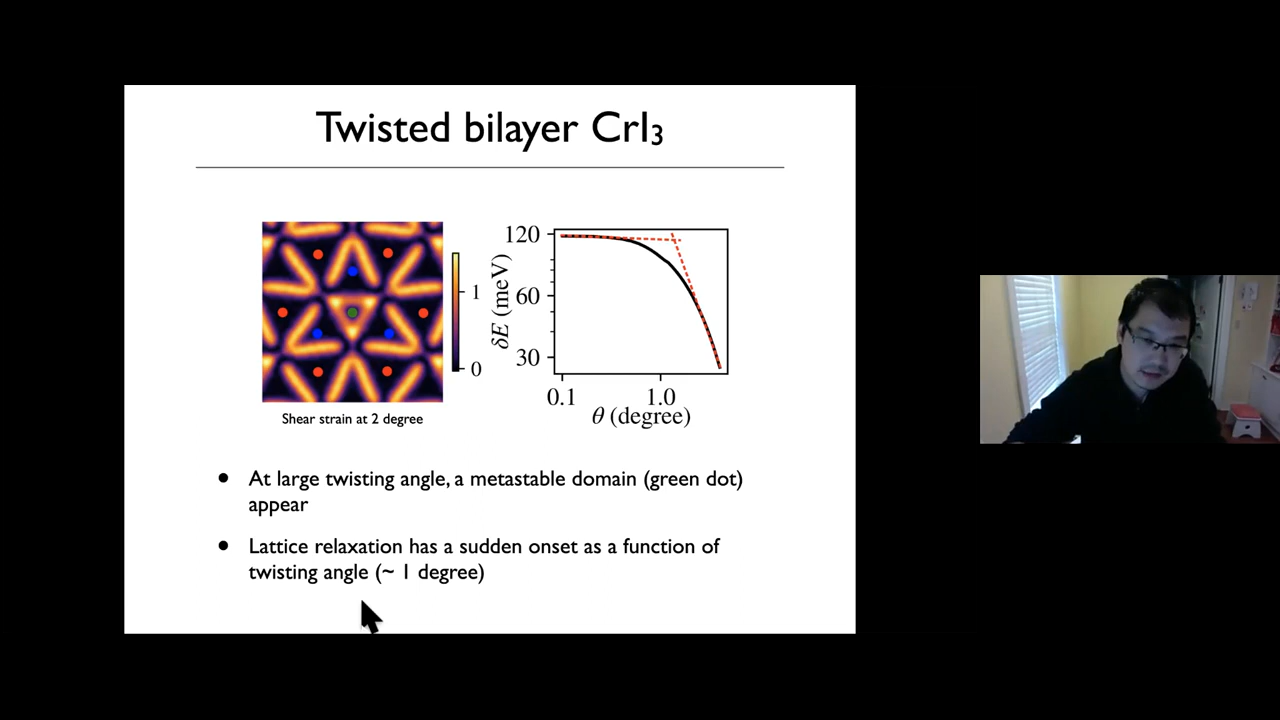 Twisted bilayer CrI₃
1
0
Shear strain at 2 degree
δE (meV)
120
60
30
0.1
1.0
θ (degree)
• At large twisting angle, a metastable domain (green dot)
appear
• Lattice relaxation has a sudden onset as a function of
twisting angle (~ 1 degree)